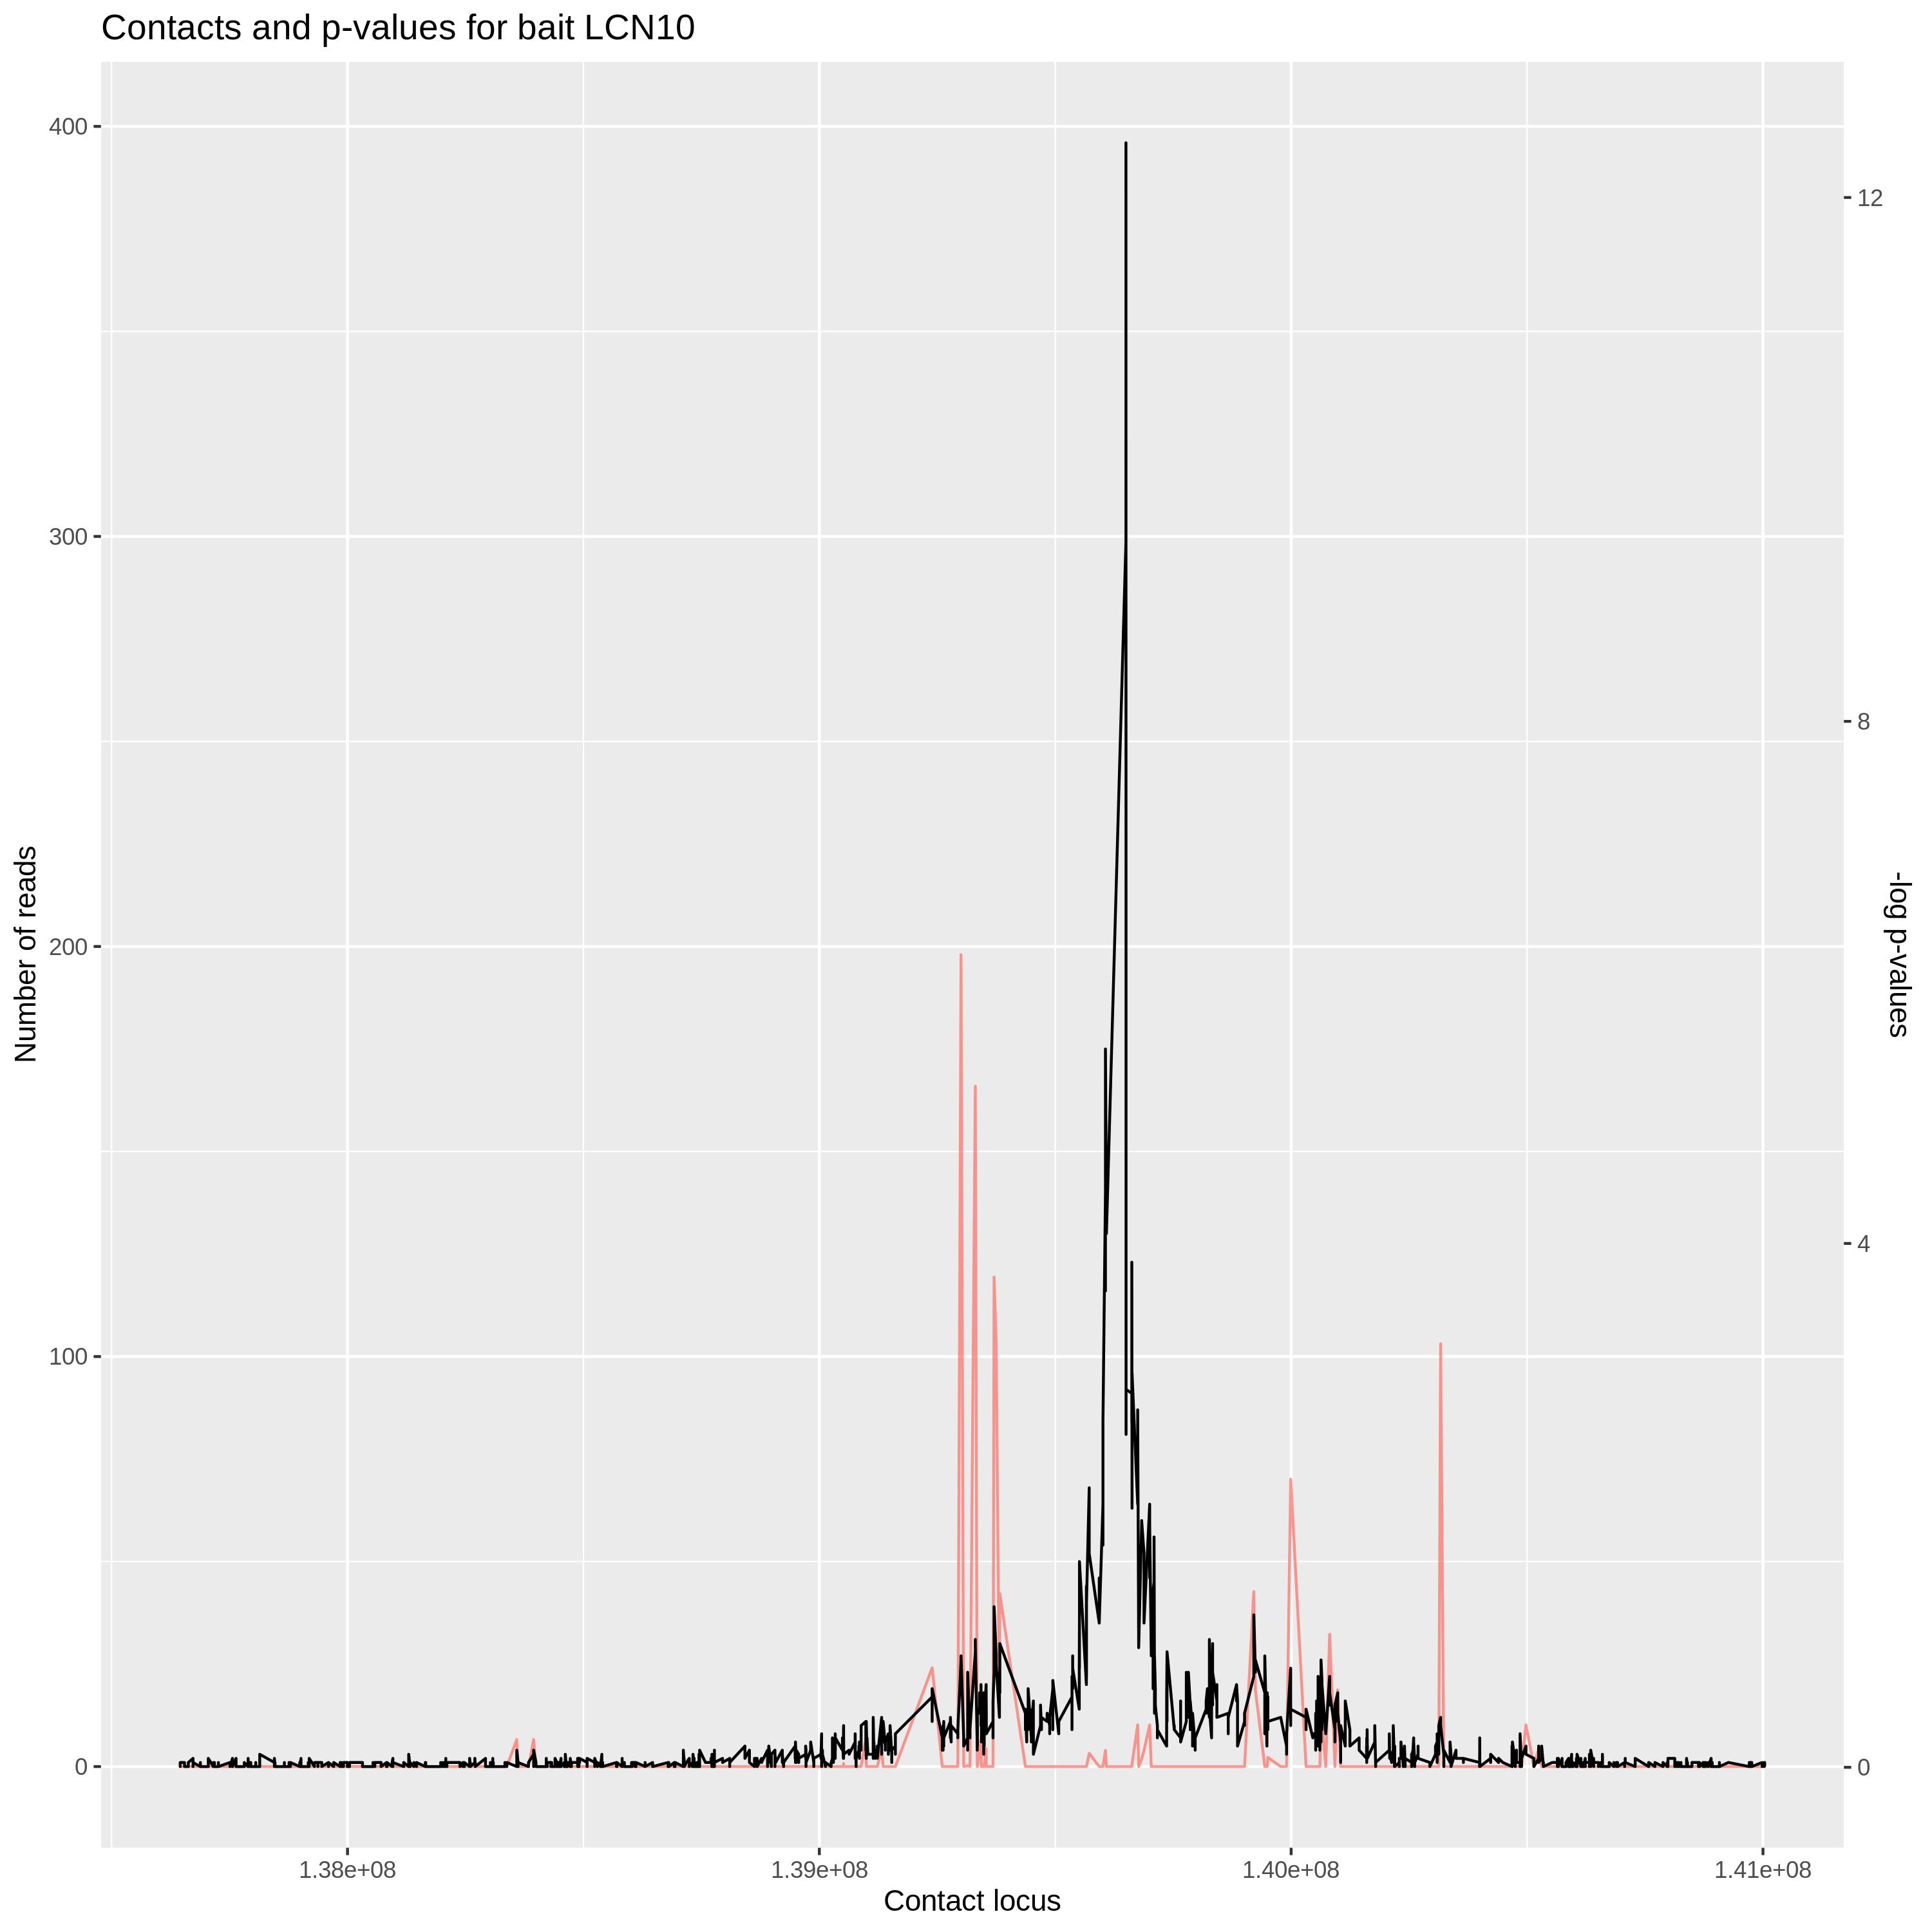 Contacts and p-values for bait LCN10
Number of reads
400
300
200
100
0
12
8
4
0
-log p-values
1.38e+08
1.39e+08
1.40e+08
1.41e+08
Contact locus